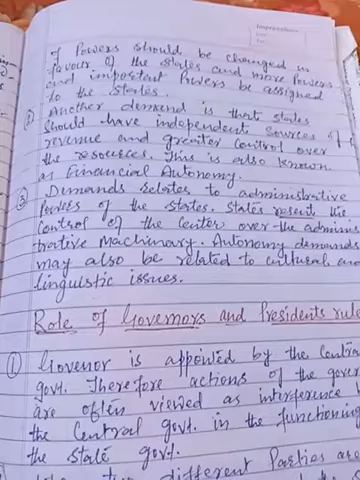 of Powers should be changed in
favour of the states and more Powers
and important Powers be assigned
to the states.
② Another demand is that states
should have independent sources of
revenue and greater control over
the resources. This is also known
as Financial Autonomy.
③ Demands relates to administrative
Powers of the states. States resent the
control of the center over the adminis
trative Machinary. Autonomy demands
may also be related to cultural and
linguistic issues.
Role of Governors and Presidents rule
① Govenor is appointed by the Central
govt. Therefore actions of the gover
are often viewed as interference
the Central govt. in the functioning
the state govt.
different Parties are